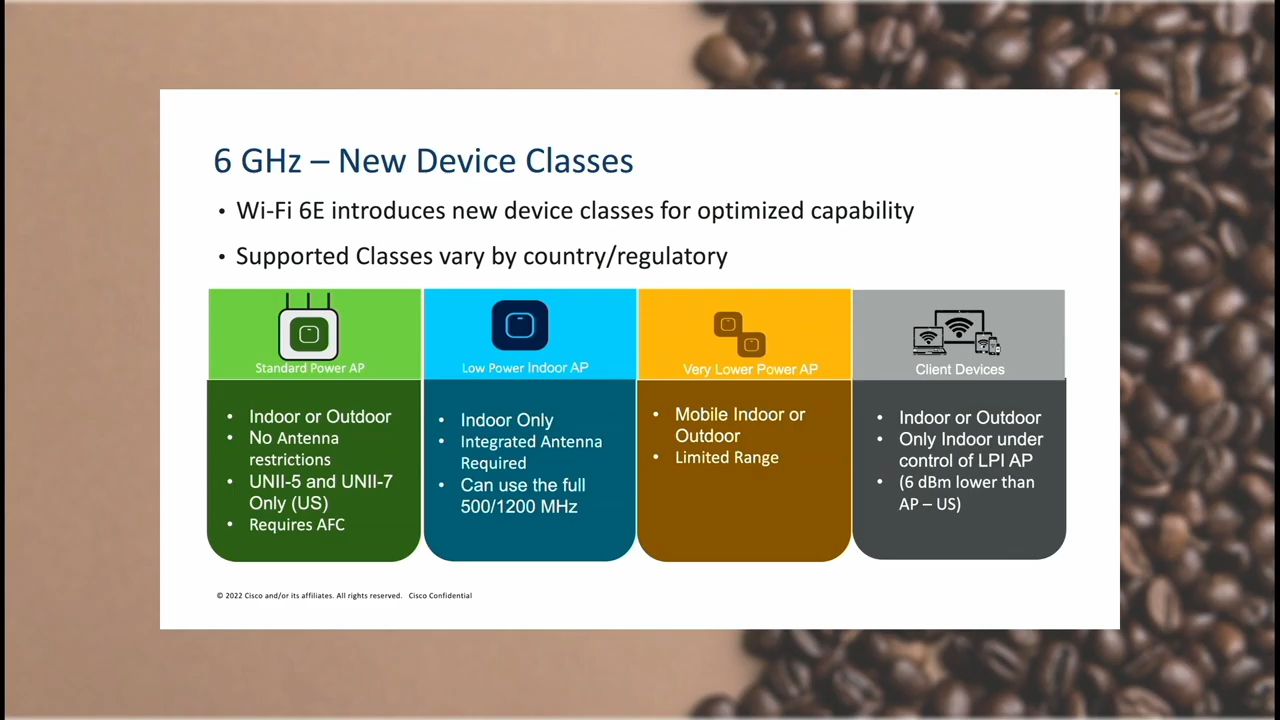 6 GHz – New Device Classes
• Wi-Fi 6E introduces new device classes for optimized capability
• Supported Classes vary by country/regulatory
Standard Power AP
• Indoor or Outdoor
• No Antenna
restrictions
• UNII-5 and UNII-7
Only (US)
• Requires AFC
Low Power Indoor AP
• Indoor Only
• Integrated Antenna
Required
• Can use the full
500/1200 MHz
Very Lower Power AP
• Mobile Indoor or
Outdoor
• Limited Range
Client Devices
• Indoor or Outdoor
• Only Indoor under
control of LPI AP
• (6 dBm lower than
AP – US)
© 2022 Cisco and/or its affiliates. All rights reserved. Cisco Confidential